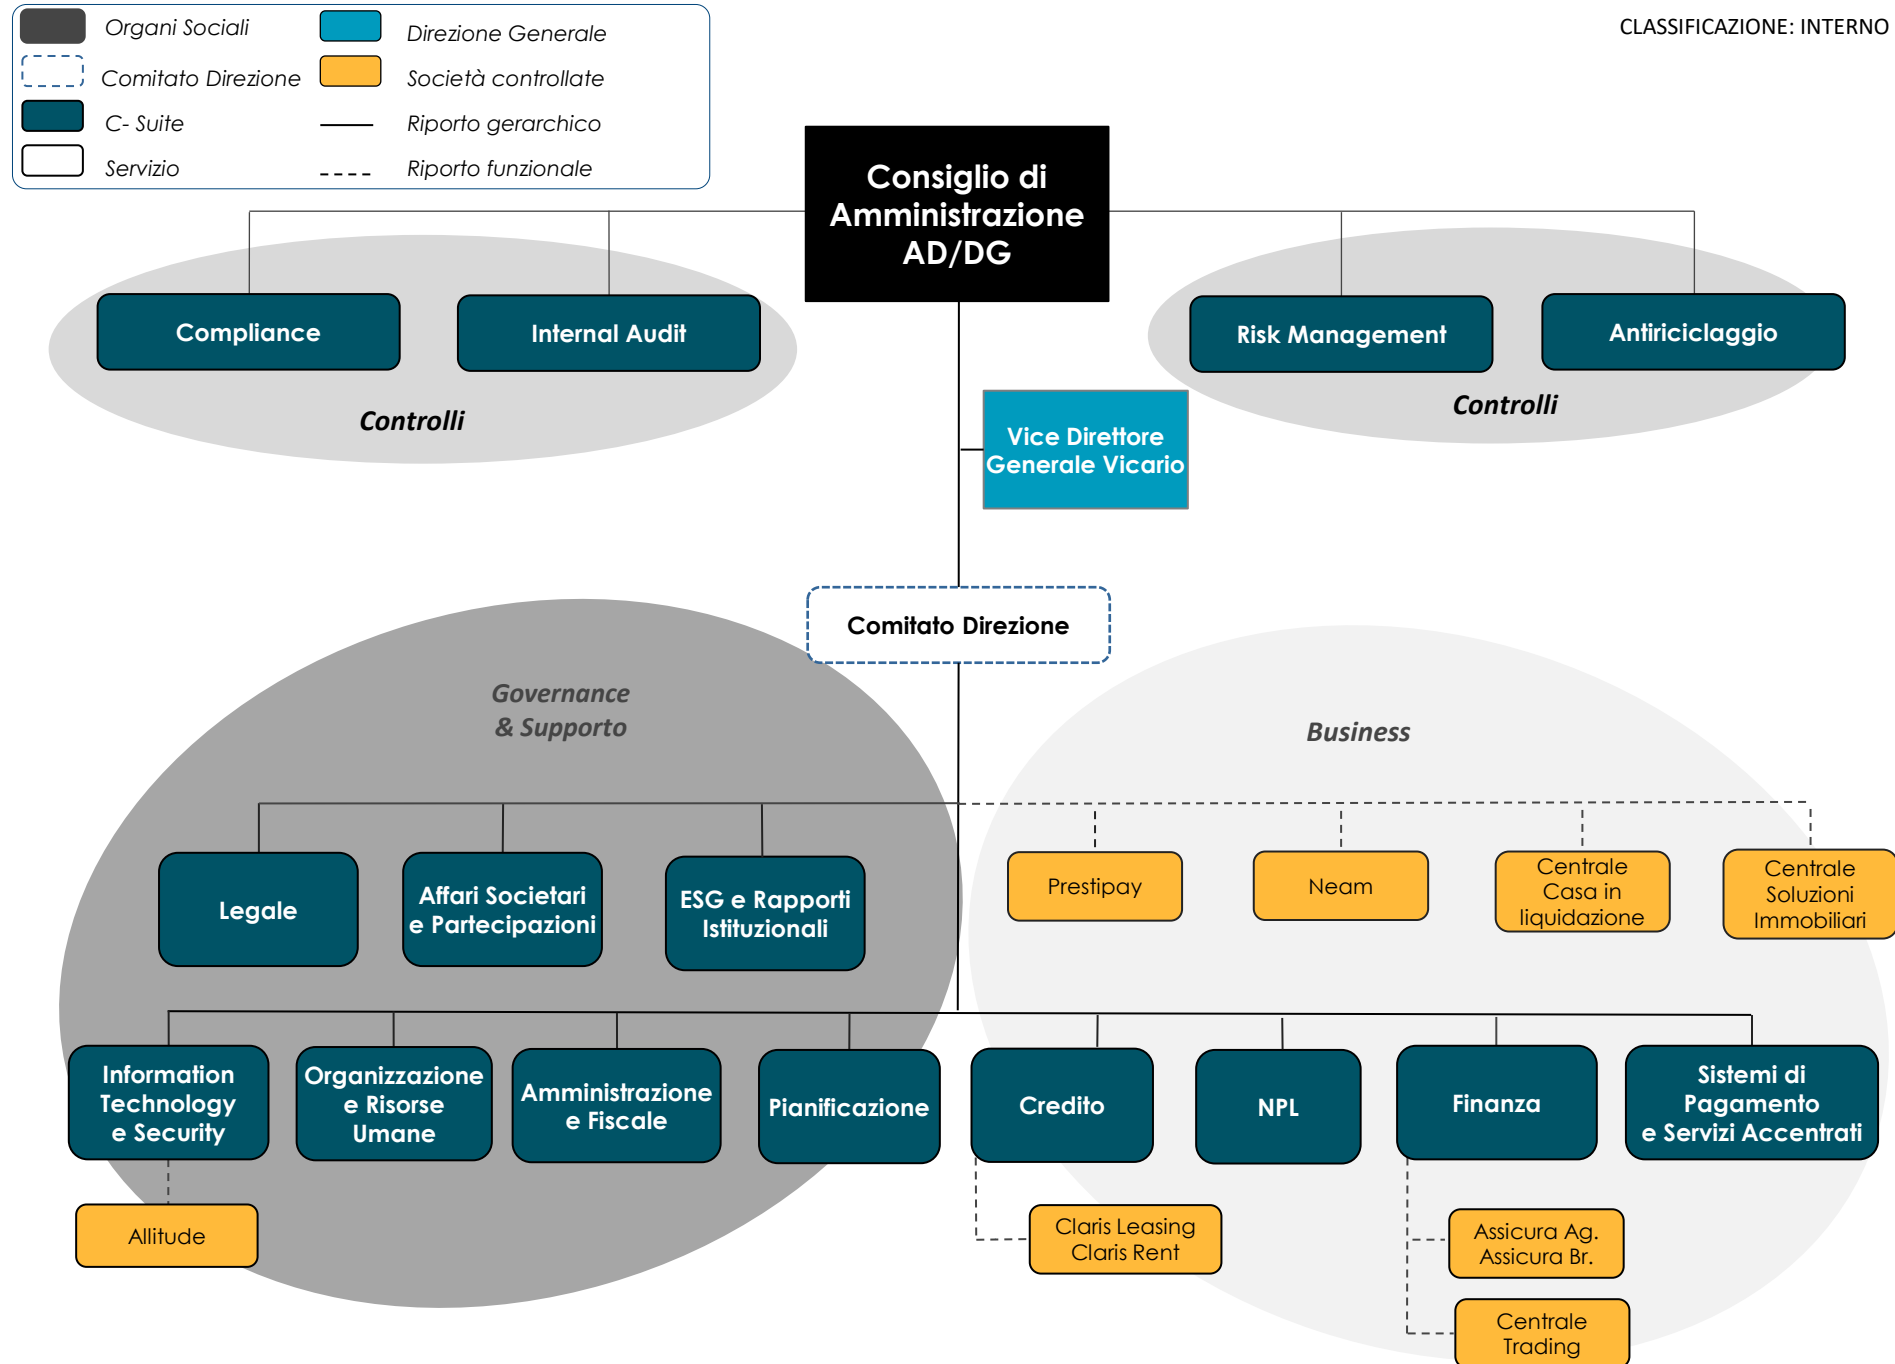 Organi Sociali
Direzione Generale
CLASSIFICAZIONE: INTERNO
Comitato Direzione
Società controllate
C- Suite
Riporto gerarchico
Servizio
Riporto funzionale
Consiglio di
Amministrazione
AD/DG
Compliance
Internal Audit
Risk Management
Antiriciclaggio
Controlli
Controlli
Vice Direttore
Generale Vicario
Comitato Direzione
Governance
& Supporto
Business
Legale
Affari Societari
e Partecipazioni
ESG e Rapporti
Istituzionali
Prestipay
Neam
Centrale
Casa in
liquidazione
Centrale
Soluzioni
Immobiliari
Information
Technology
e Security
Organizzazione
e Risorse
Umane
Amministrazione
e Fiscale
Pianificazione
Credito
NPL
Finanza
Sistemi di
Pagamento
e Servizi Accentrati
Allitude
Claris Leasing
Claris Rent
Assicura Ag.
Assicura Br.
Centrale
Trading